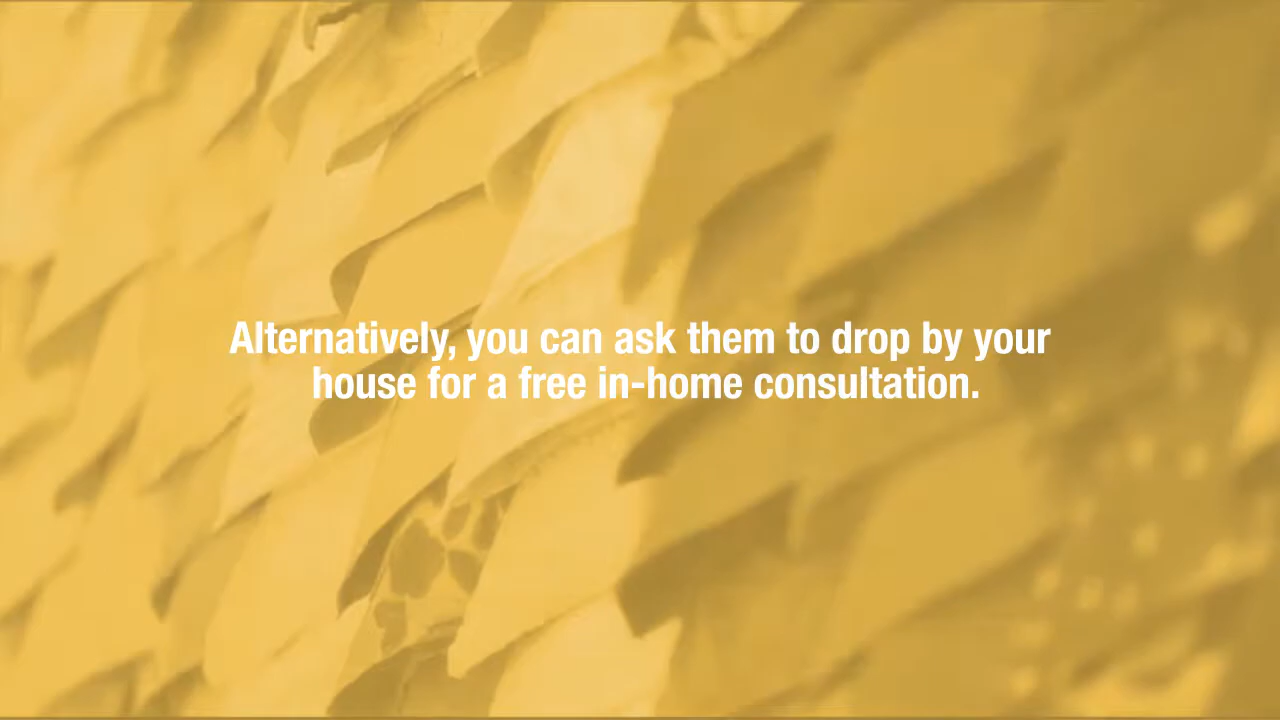 Alternatively, you can ask them to drop by your
house for a free in-home consultation.